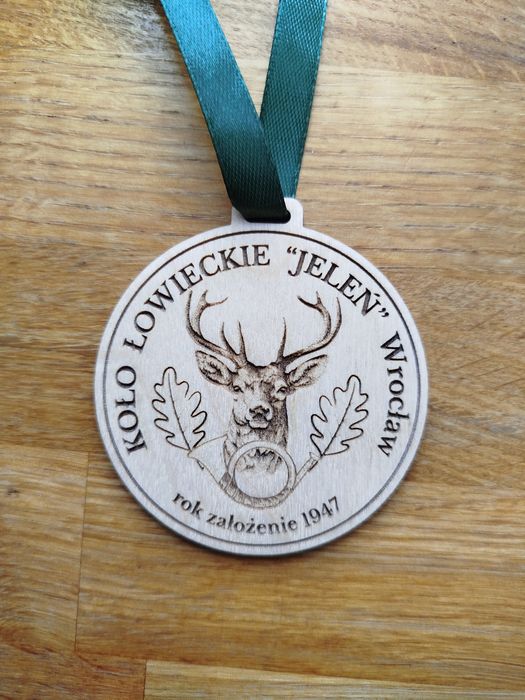 KOŁO ŁOWIECKIE “JELEŃ” Wrocław
rok założenie 1947